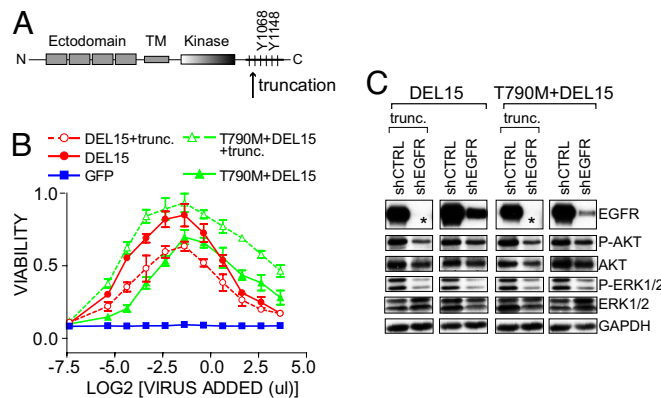 A
Y1068
Y1148
Ectodomain TM Kinase
N C
truncation
B
DEL15+trunc.
DEL15
GFP
T790M+DEL15
+trunc.
T790M+DEL15
VIABILITY
1.0
0.5
0.0
-7.5 -5.0 -2.5 0.0 2.5 5.0
LOG2 [VIRUS ADDED (ul)]
C
DEL15 T790M+DEL15
trunc. trunc.
shCTRL shEGFR shCTRL shEGFR shCTRL shEGFR shCTRL shEGFR
* * EGFR
P-AKT
AKT
P-ERK1/2
ERK1/2
GAPDH